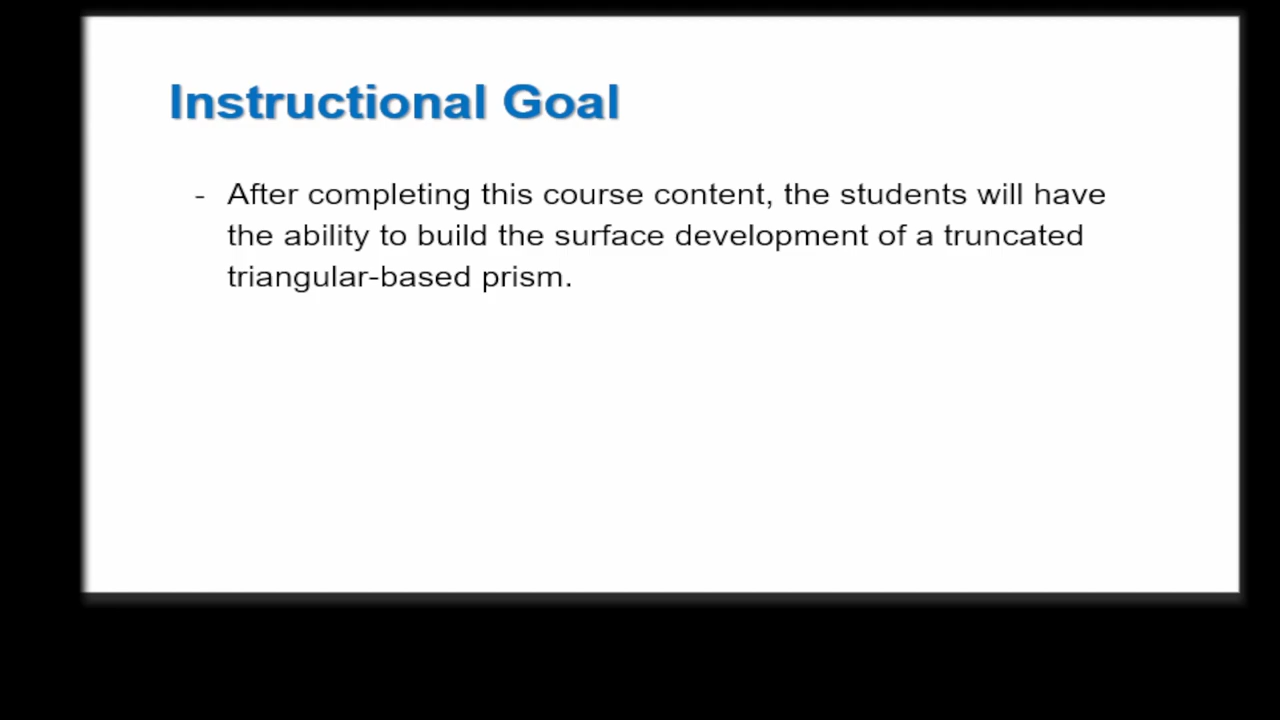 Instructional Goal
- After completing this course content, the students will have
the ability to build the surface development of a truncated
triangular-based prism.